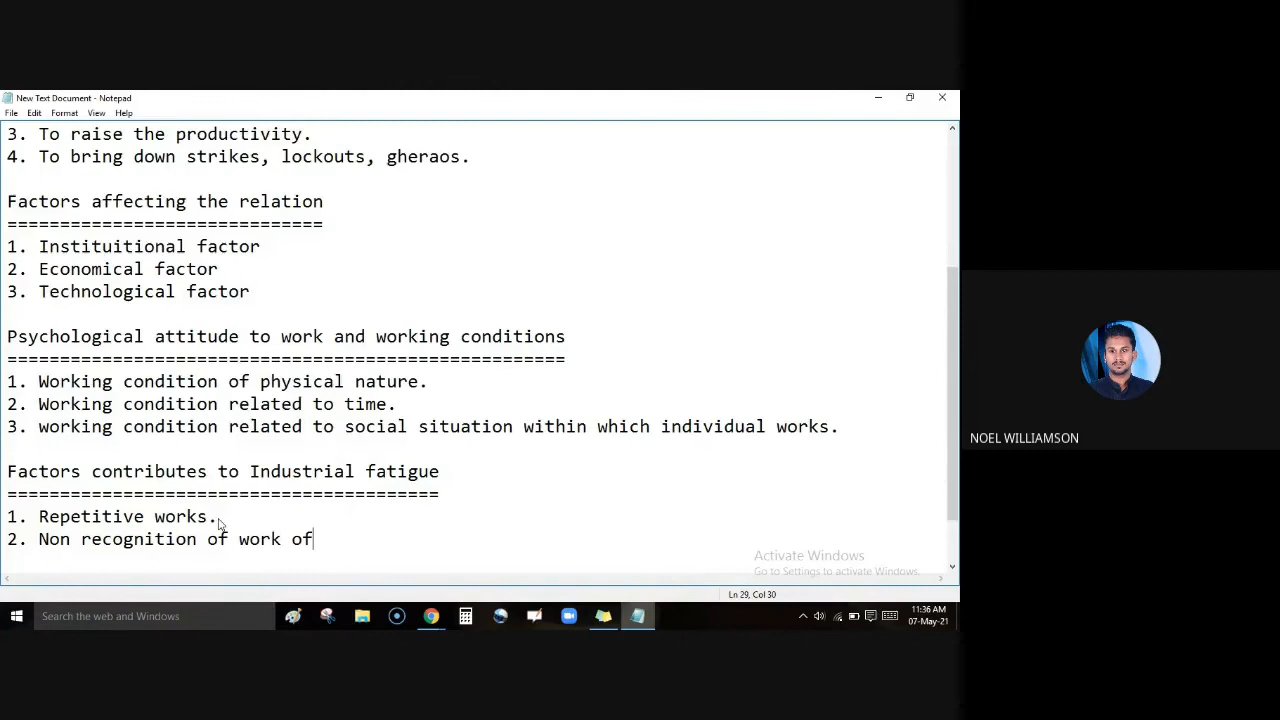 New Text Document - Notepad
File Edit Format View Help
3. To raise the productivity.
4. To bring down strikes, lockouts, gheraos.
Factors affecting the relation
==============================
1. Instituitional factor
2. Economical factor
3. Technological factor
Psychological attitude to work and working conditions
=====================================================
1. Working condition of physical nature.
2. Working condition related to time.
3. working condition related to social situation within which individual works.
Factors contributes to Industrial fatigue
=========================================
1. Repetitive works.
2. Non recognition of work of
Activate Windows
Go to Settings to activate Windows.
Ln 29, Col 30
Search the web and Windows
11:36 AM
07-May-21
NOEL WILLIAMSON